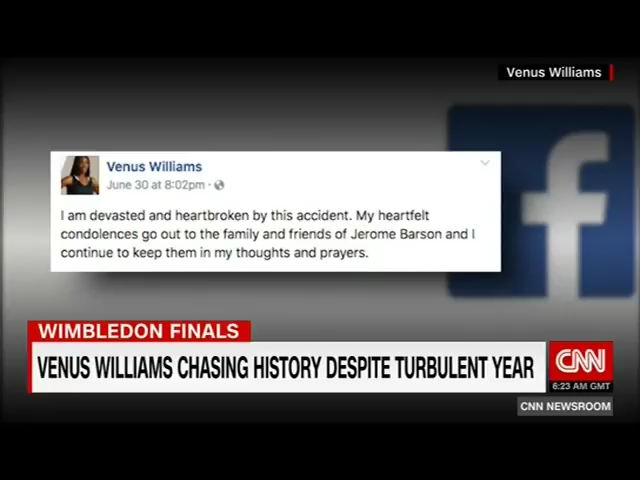 Venus Williams
Venus Williams
June 30 at 8:02pm ·
I am devasted and heartbroken by this accident. My heartfelt
condolences go out to the family and friends of Jerome Barson and I
continue to keep them in my thoughts and prayers.
f
WIMBLEDON FINALS
VENUS WILLIAMS CHASING HISTORY DESPITE TURBULENT YEAR
CNN
6:23 AM GMT
CNN NEWSROOM